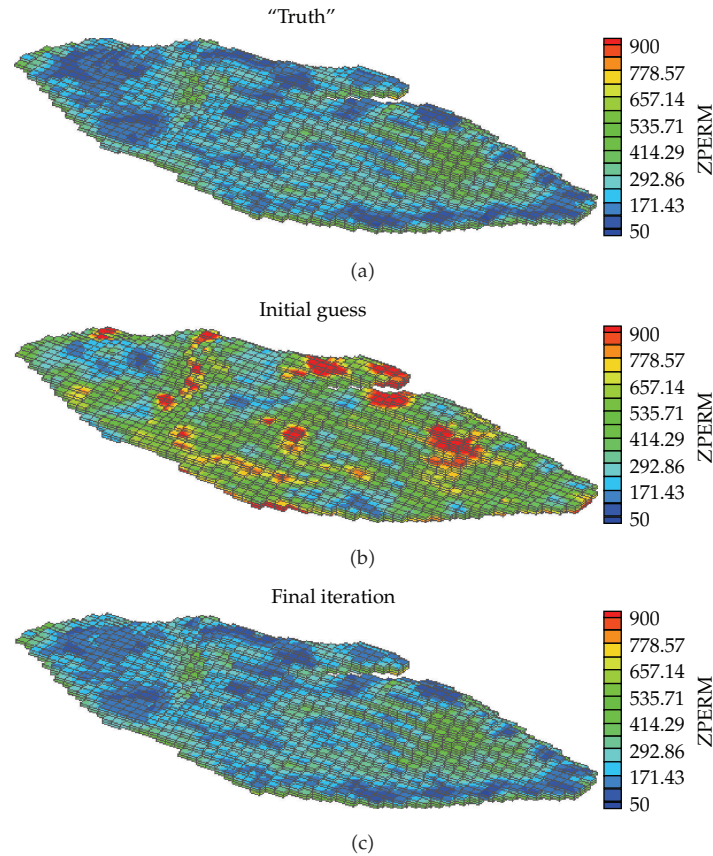 “Truth”
900
778.57
657.14
535.71
414.29
292.86
171.43
50
ZPERM
(a)
Initial guess
900
778.57
657.14
535.71
414.29
292.86
171.43
50
ZPERM
(b)
Final iteration
900
778.57
657.14
535.71
414.29
292.86
171.43
50
ZPERM
(c)